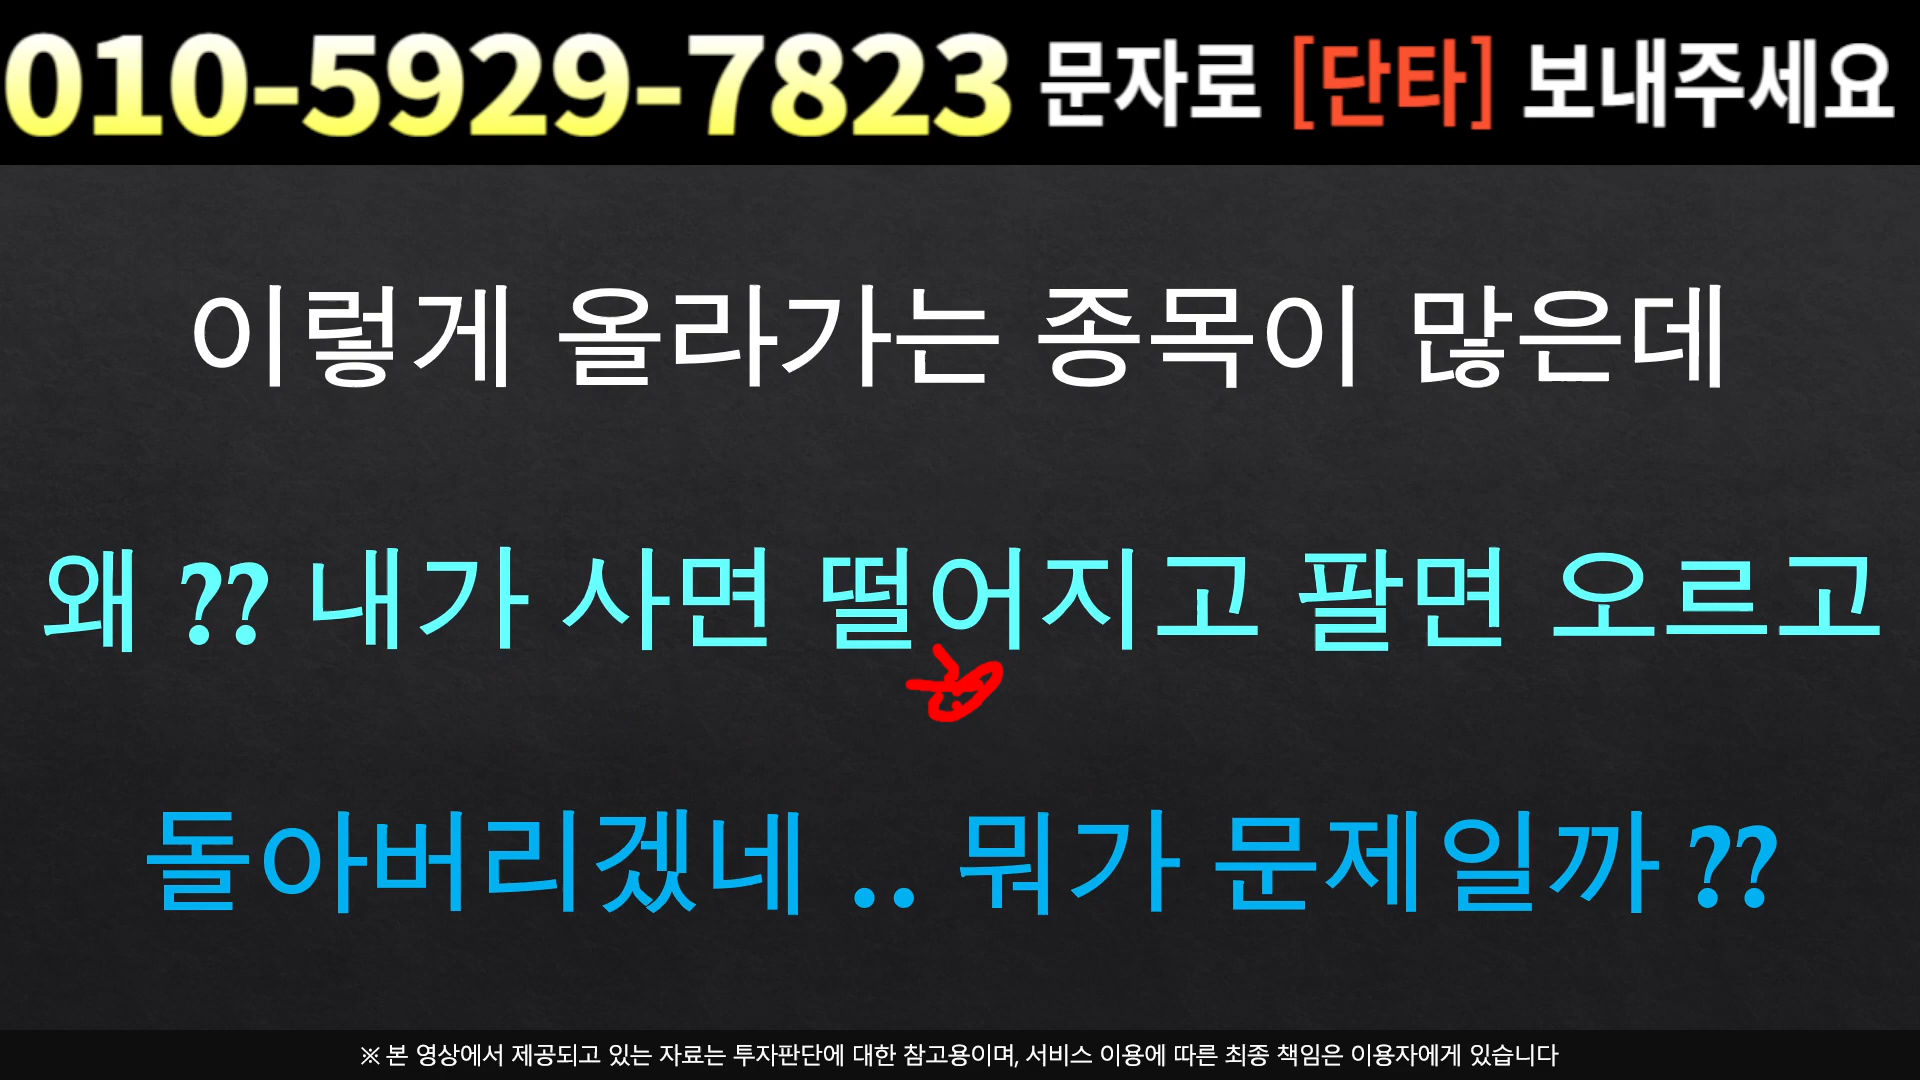 010-5929-7823 문자로 [단타] 보내주세요
이렇게 올라가는 종목이 많은데
왜 ?? 내가 사면 떨어지고 팔면 오르고
돌아버리겠네 .. 뭐가 문제일까 ??
※ 본 영상에서 제공되고 있는 자료는 투자판단에 대한 참고용이며, 서비스 이용에 따른 최종 책임은 이용자에게 있습니다